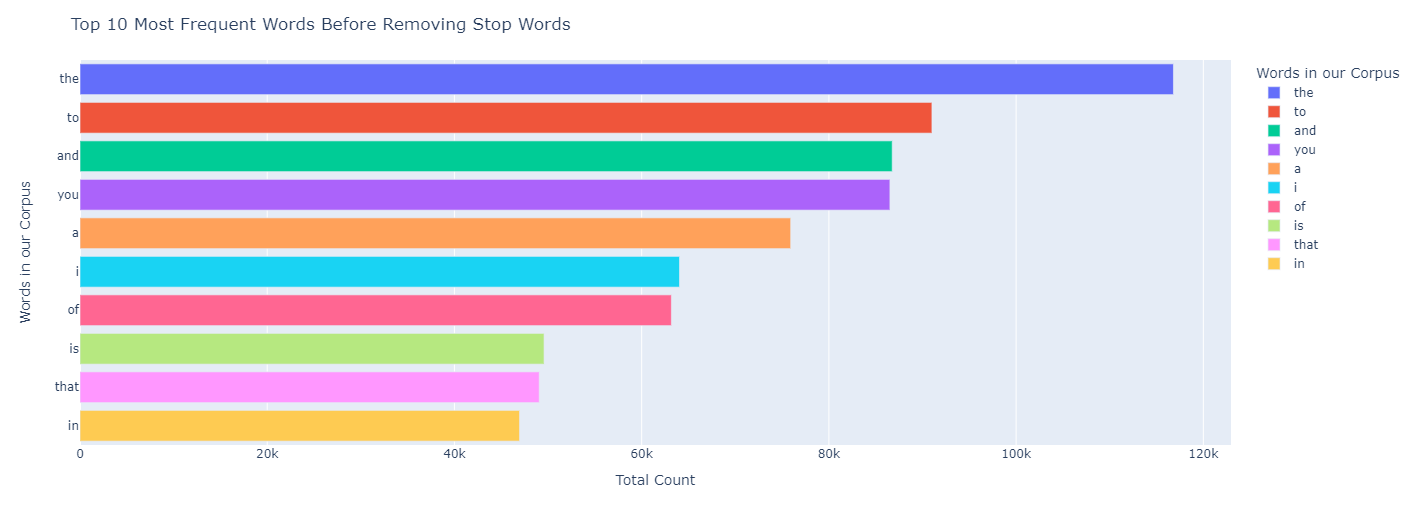 Top 10 Most Frequent Words Before Removing Stop Words
Words in our Corpus
the
to
and
you
a
i
of
is
that
in
0 20k 40k 60k 80k 100k 120k
Total Count
Words in our Corpus
the
to
and
you
a
i
of
is
that
in